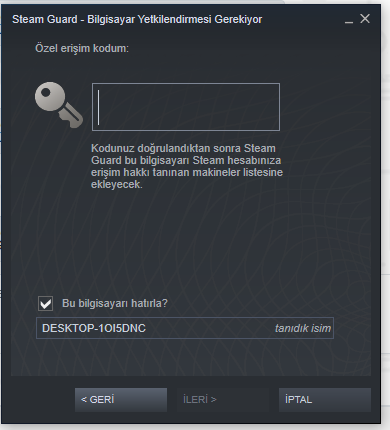 Steam Guard - Bilgisayar Yetkilendirmesi Gerekiyor
Özel erişim kodum:
Kodunuz doğrulandıktan sonra Steam
Guard bu bilgisayarı Steam hesabınıza
erişim hakkı tanınan makineler listesine
ekleyecek.
Bu bilgisayarı hatırla?
DESKTOP-1OI5DNC tanıdık isim
< GERİ İLERİ > İPTAL